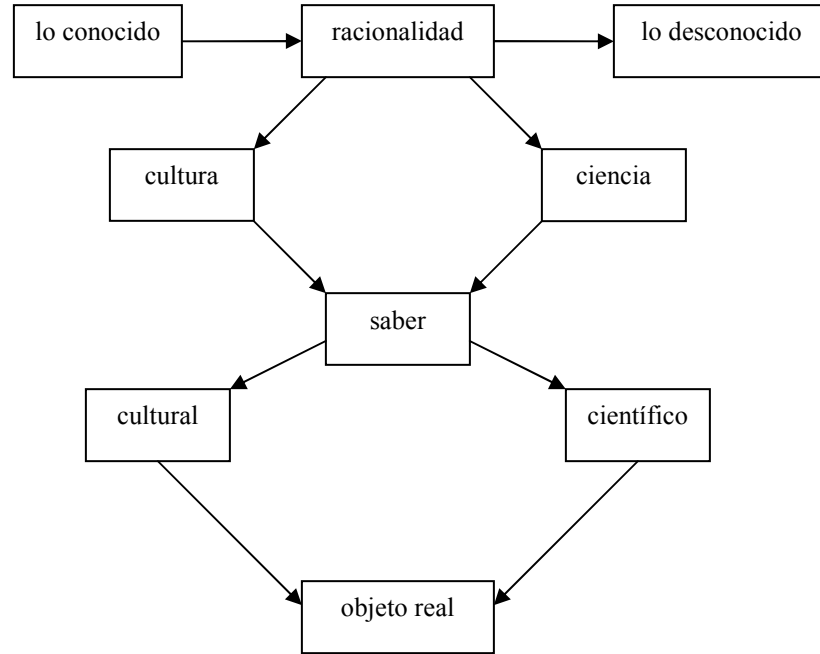 lo conocido
racionalidad
lo desconocido
cultura
ciencia
saber
cultural
científico
objeto real